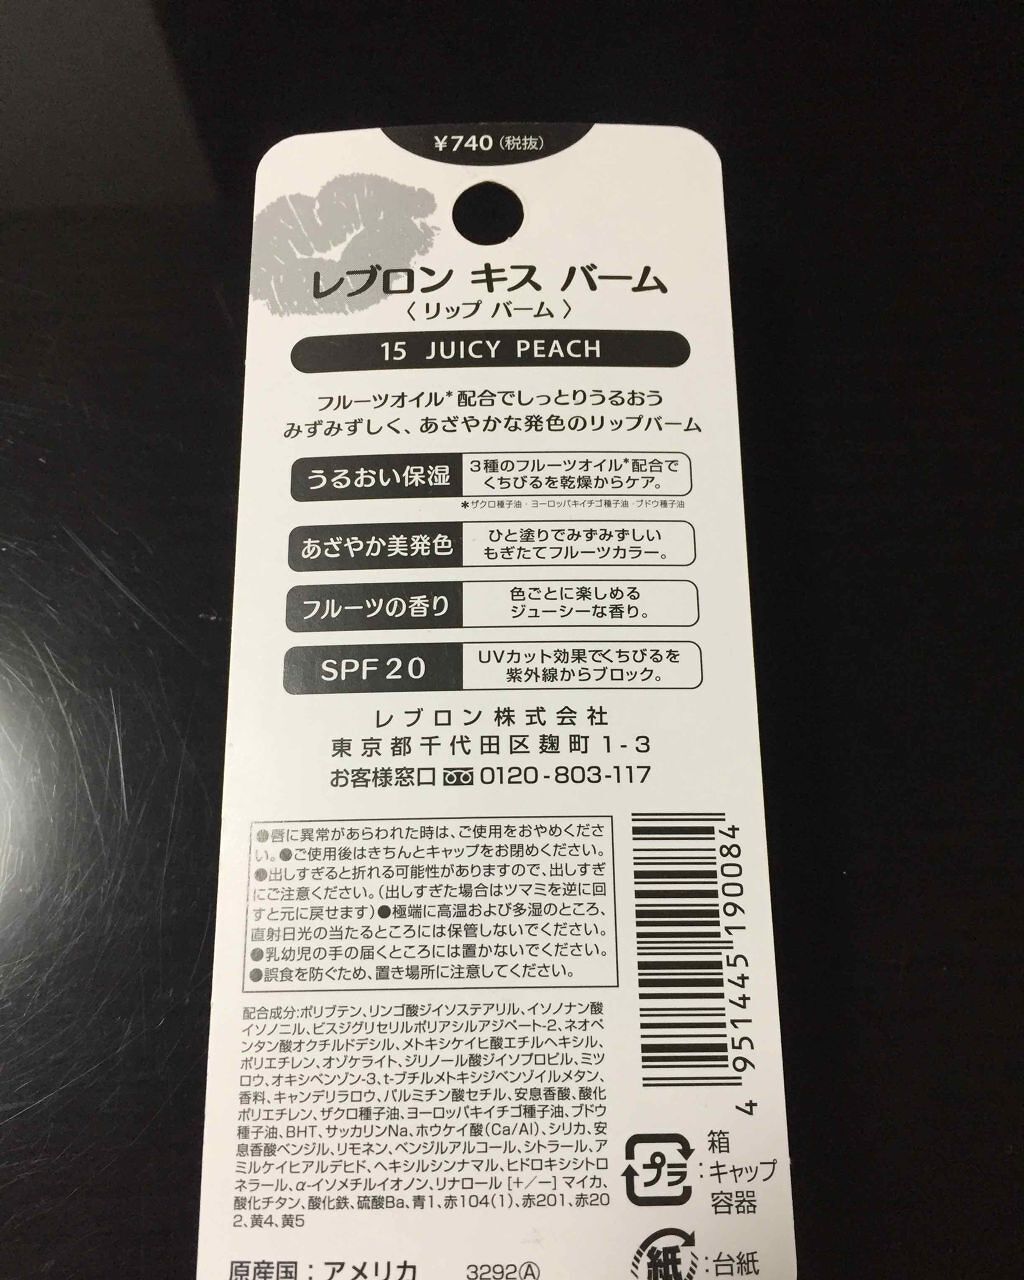 ¥740(税抜)
レブロン キス バーム
〈リップ バーム〉
15 JUICY PEACH
フルーツオイル*配合でしっとりうるおう
みずみずしく、あざやかな発色のリップバーム
うるおい保湿
3種のフルーツオイル*配合で
くちびるを乾燥からケア。
*ザクロ種子油・ヨーロッパキイチゴ種子油・ブドウ種子油
あざやか美発色
ひと塗りでみずみずしい
もぎたてフルーツカラー。
フルーツの香り
色ごとに楽しめる
ジューシーな香り。
SPF20
UVカット効果でくちびるを
紫外線からブロック。
レブロン株式会社
東京都千代田区麹町1-3
お客様窓口 0120-803-117
●唇に異常があらわれた時は、ご使用をおやめくださ
い。●ご使用後はきちんとキャップをお閉めください。
●出しすぎると折れる可能性がありますので、出しすぎ
にご注意ください。(出しすぎた場合はツマミを逆に回
すと元に戻せます)●極端に高温および多湿のところ、
直射日光の当たるところには保管しないでください。
●乳幼児の手の届くところには置かないでください。
●誤食を防ぐため、置き場所に注意してください。
4951445190084
配合成分:ポリブテン、リンゴ酸ジイソステアリル、イソノナン酸
イソノニル、ビスジグリセリルポリアシルアジペート-2、ネオペ
ンタン酸オクチルドデシル、メトキシケイヒ酸エチルヘキシル、
ポリエチレン、オゾケライト、ジリノール酸ジイソプロピル、ミツ
ロウ、オキシベンゾン-3、t-ブチルメトキシジベンゾイルメタン、
香料、キャンデリラロウ、パルミチン酸セチル、安息香酸、酸化
ポリエチレン、ザクロ種子油、ヨーロッパキイチゴ種子油、ブドウ
種子油、BHT、サッカリンNa、ホウケイ酸(Ca/Al)、シリカ、安
息香酸ベンジル、リモネン、ベンジルアルコール、シトラール、ア
ミルケイヒアルデヒド、ヘキシルシンナマル、ヒドロキシシトロ
ネラール、α-イソメチルイオノン、リナロール [+/-] マイカ、
酸化チタン、酸化鉄、硫酸Ba、青1、赤104(1)、赤201、赤20
2、黄4、黄5
プラ
:
箱
キャップ
容器
紙
:台紙
原産国:アメリカ 3292Ⓐ